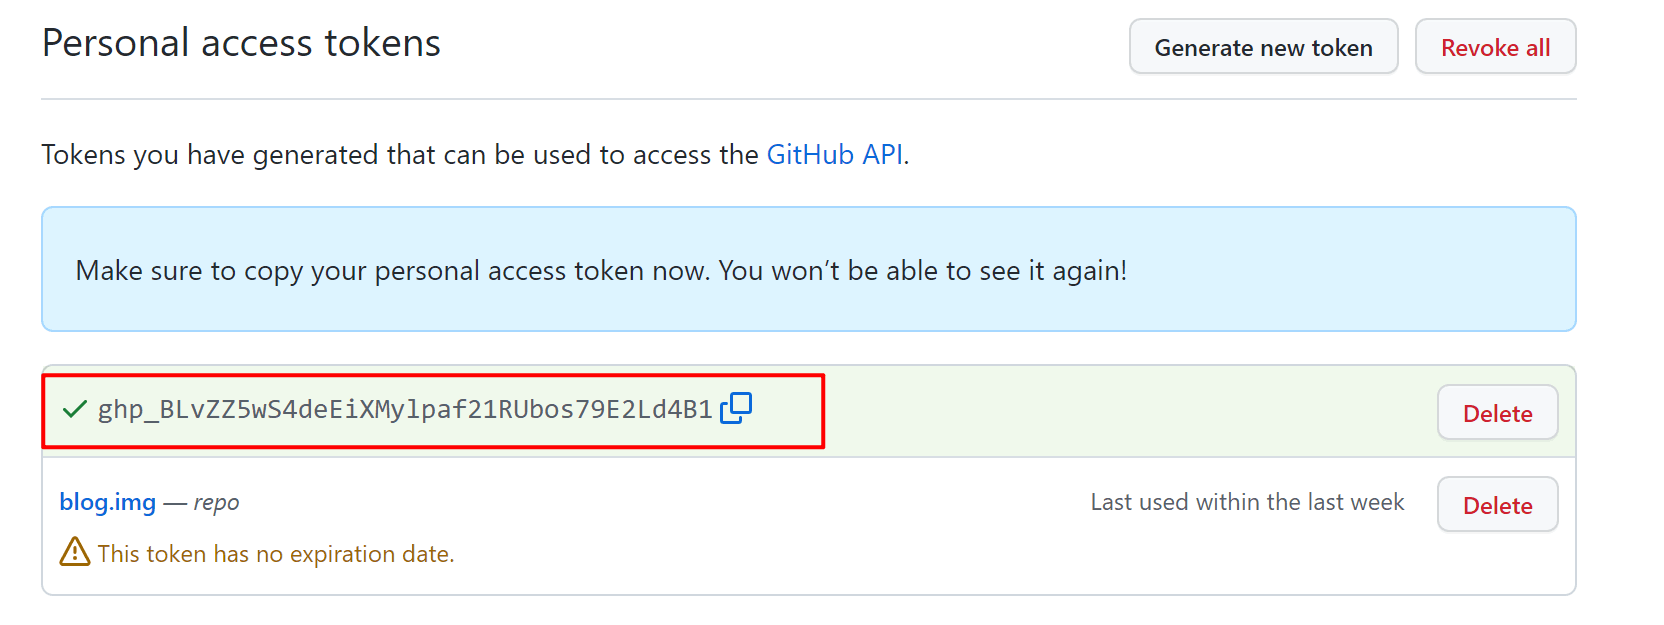 Personal access tokens
Generate new token
Revoke all
Tokens you have generated that can be used to access the GitHub API.
Make sure to copy your personal access token now. You won’t be able to see it again!
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
Delete
blog.img — repo
Last used within the last week
Delete
This token has no expiration date.